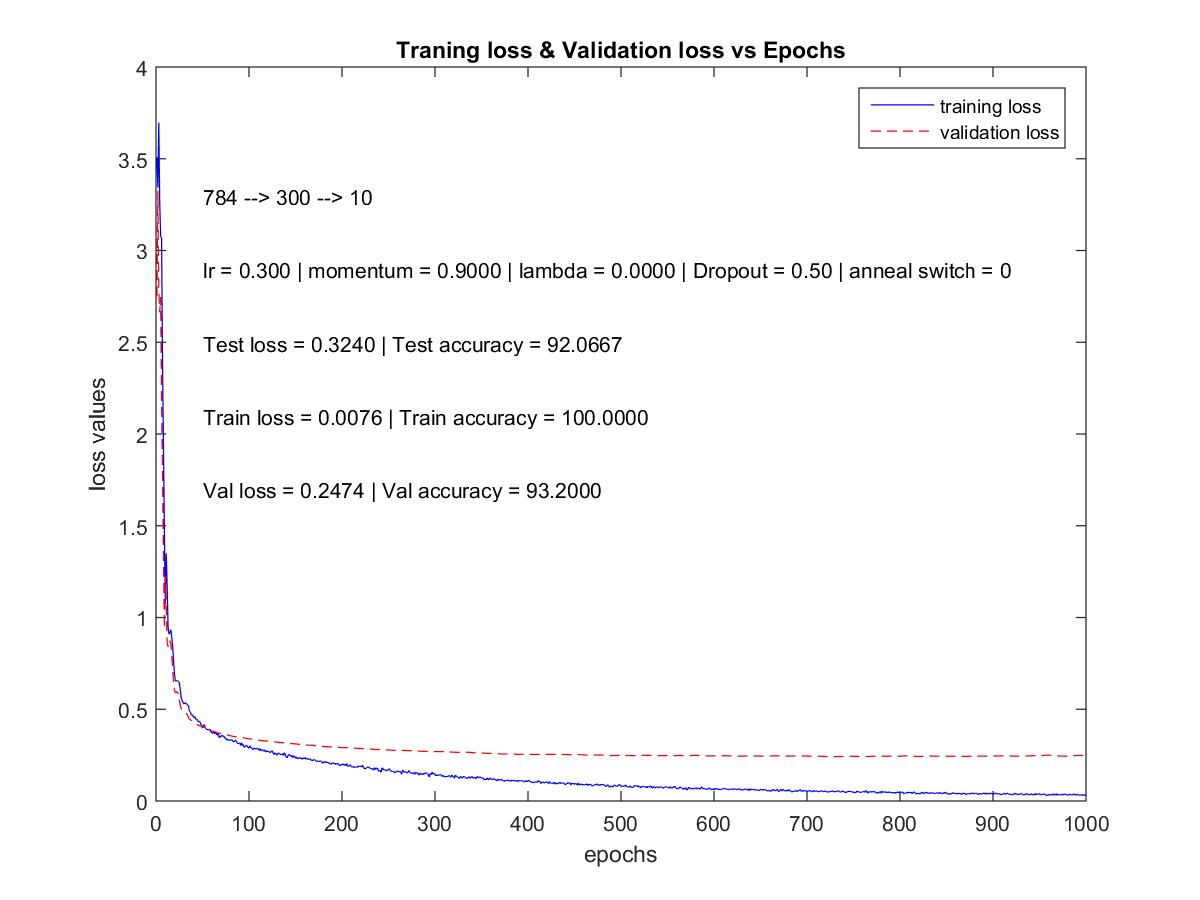 Traning loss & Validation loss vs Epochs
training loss
validation loss
784 --> 300 --> 10
lr = 0.300 | momentum = 0.9000 | lambda = 0.0000 | Dropout = 0.50 | anneal switch = 0
Test loss = 0.3240 | Test accuracy = 92.0667
Train loss = 0.0076 | Train accuracy = 100.0000
Val loss = 0.2474 | Val accuracy = 93.2000
loss values
4
3.5
3
2.5
2
1.5
1
0.5
0
0 100 200 300 400 500 600 700 800 900 1000
epochs